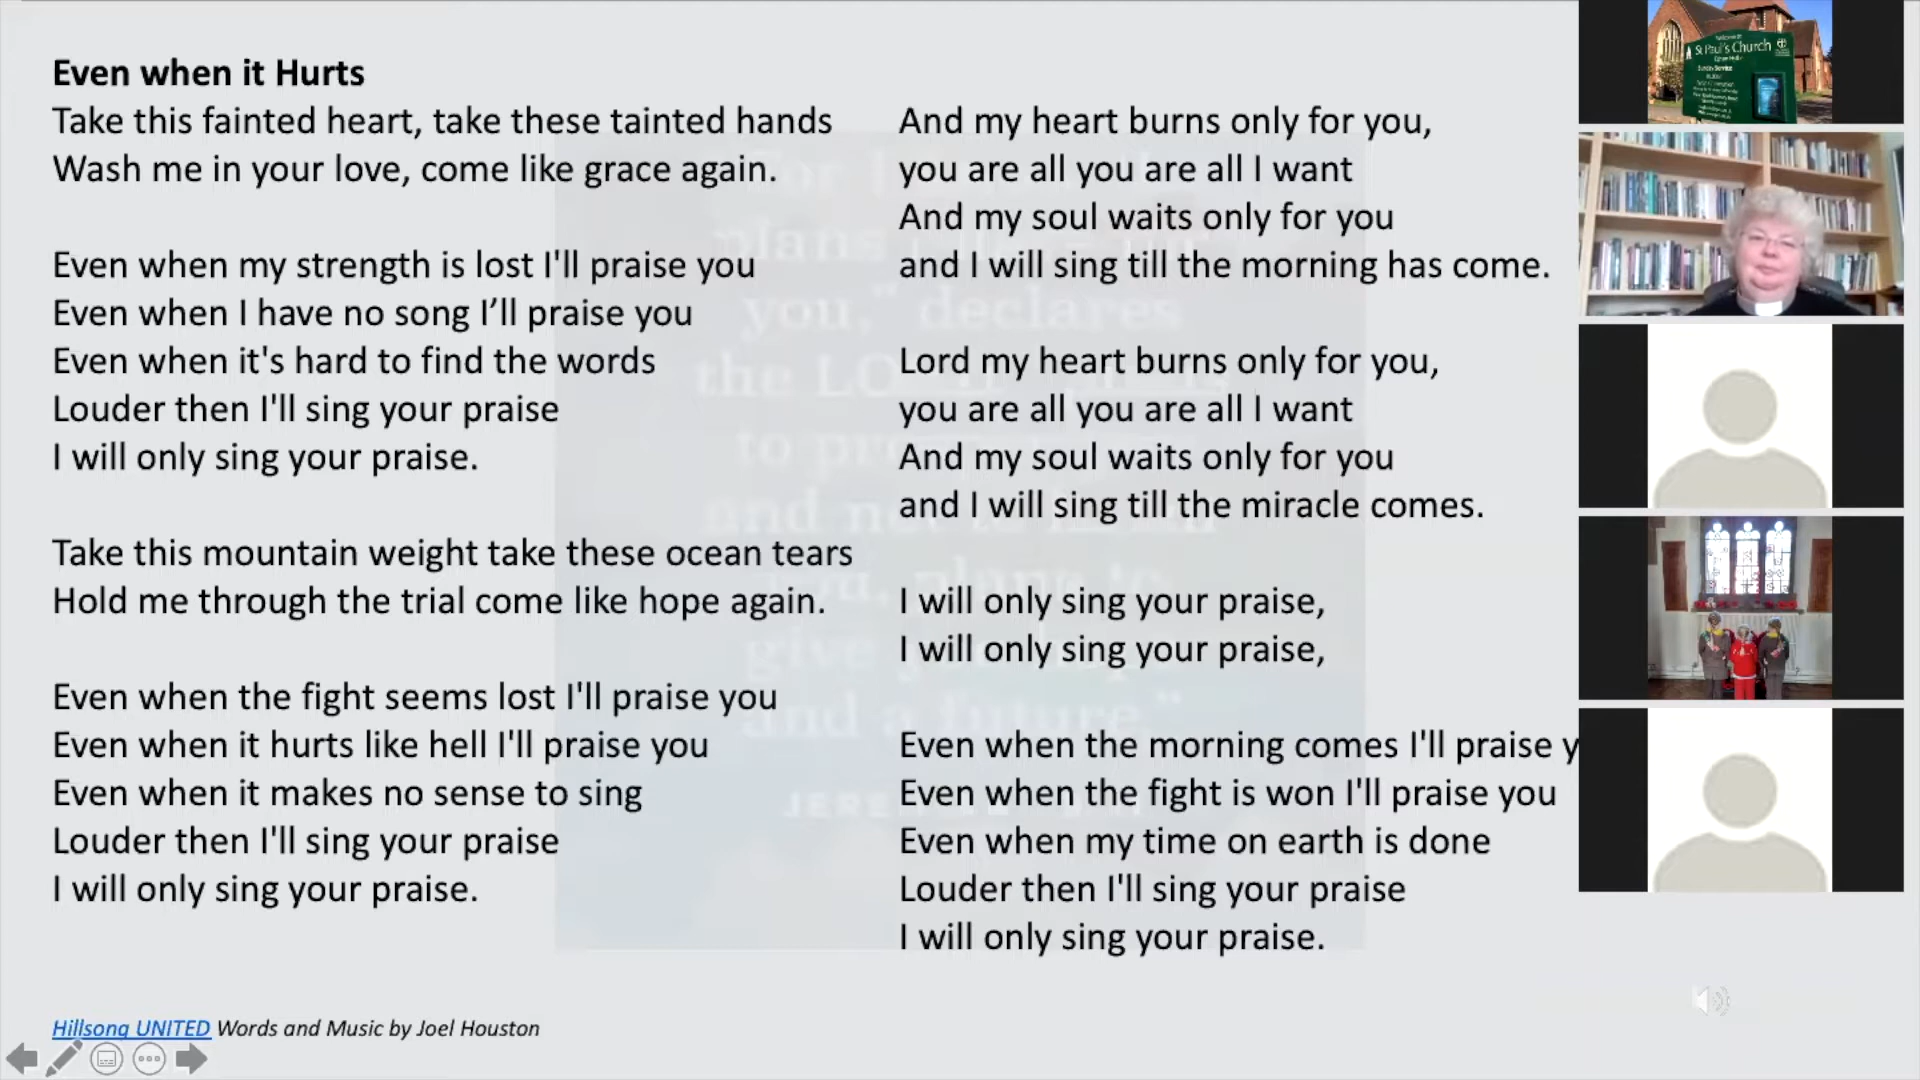 Even when it Hurts
Take this fainted heart, take these tainted hands
Wash me in your love, come like grace again.
Even when my strength is lost I'll praise you
Even when I have no song I’ll praise you
Even when it's hard to find the words
Louder then I'll sing your praise
I will only sing your praise.
Take this mountain weight take these ocean tears
Hold me through the trial come like hope again.
Even when the fight seems lost I'll praise you
Even when it hurts like hell I'll praise you
Even when it makes no sense to sing
Louder then I'll sing your praise
I will only sing your praise.
And my heart burns only for you,
you are all you are all I want
And my soul waits only for you
and I will sing till the morning has come.
Lord my heart burns only for you,
you are all you are all I want
And my soul waits only for you
and I will sing till the miracle comes.
I will only sing your praise,
I will only sing your praise,
Even when the morning comes I'll praise y
Even when the fight is won I'll praise you
Even when my time on earth is done
Louder then I'll sing your praise
I will only sing your praise.
Hillsong UNITED Words and Music by Joel Houston
plans
you," declares
the
and
give
and a future."
St Paul's Church